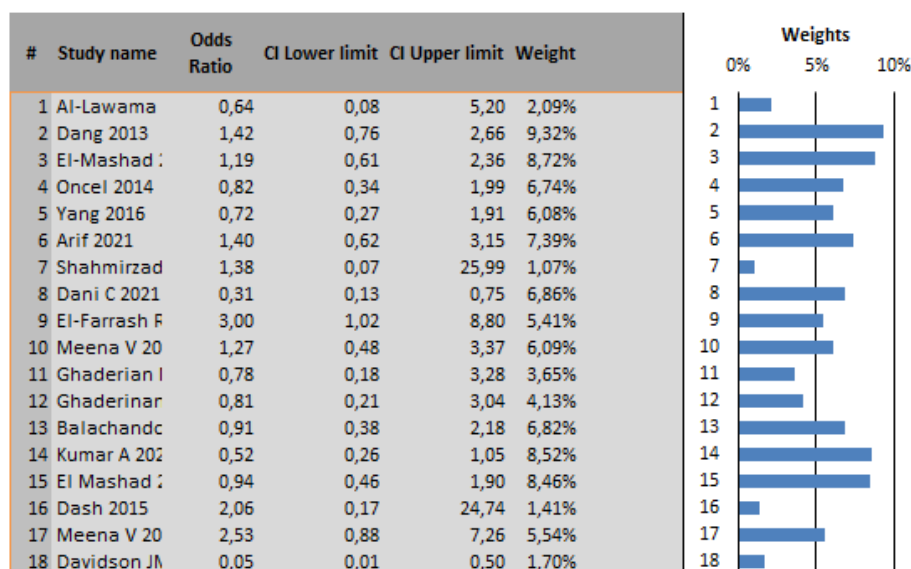 # Study name Odds Ratio CI Lower limit CI Upper limit Weight
1 Al-Lawama 0,64 0,08 5,20 2,09%
2 Dang 2013 1,42 0,76 2,66 9,32%
3 El-Mashad 1,19 0,61 2,36 8,72%
4 Oncel 2014 0,82 0,34 1,99 6,74%
5 Yang 2016 0,72 0,27 1,91 6,08%
6 Arif 2021 1,40 0,62 3,15 7,39%
7 Shahmirzad 1,38 0,07 25,99 1,07%
8 Dani C 2021 0,31 0,13 0,75 6,86%
9 El-Farrash 3,00 1,02 8,80 5,41%
10 Meena V 20 1,27 0,48 3,37 6,09%
11 Ghaderian 0,78 0,18 3,28 3,65%
12 Ghaderinar 0,81 0,21 3,04 4,13%
13 Balachandc 0,91 0,38 2,18 6,82%
14 Kumar A 202 0,52 0,26 1,05 8,52%
15 El Mashad 0,94 0,46 1,90 8,46%
16 Dash 2015 2,06 0,17 24,74 1,41%
17 Meena V 20 2,53 0,88 7,26 5,54%
18 Davidson 0,05 0,01 0,50 1,70%
Weights
0% 5% 10%
1
2
3
4
5
6
7
8
9
10
11
12
13
14
15
16
17
18